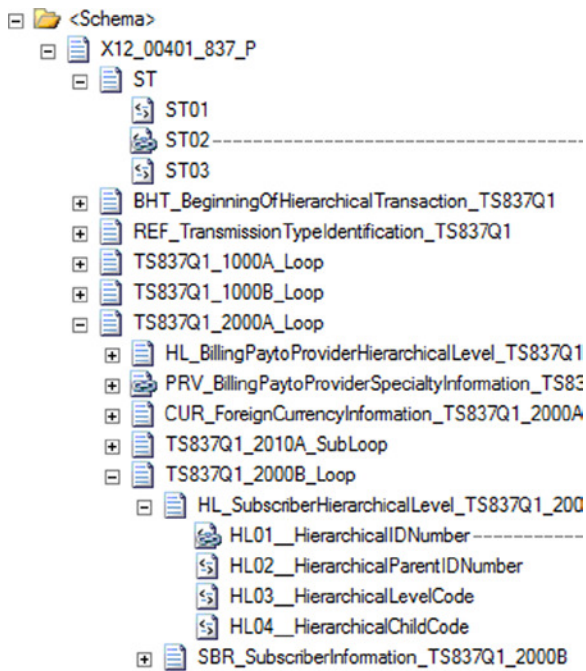 <Schema>
X12_00401_837_P
ST
ST01
ST02
ST03
BHT_BeginningOfHierarchicalTransaction_TS837Q1
REF_TransmissionTypeIdentification_TS837Q1
TS837Q1_1000A_Loop
TS837Q1_1000B_Loop
TS837Q1_2000A_Loop
HL_BillingPaytoProviderHierarchicalLevel_TS837Q1
PRV_BillingPaytoProviderSpecialtyInformation_TS83
CUR_ForeignCurrencyInformation_TS837Q1_2000A
TS837Q1_2010A_SubLoop
TS837Q1_2000B_Loop
HL_SubscriberHierarchicalLevel_TS837Q1_200
HL01__HierarchicalIDNumber
HL02__HierarchicalParentIDNumber
HL03__HierarchicalLevelCode
HL04__HierarchicalChildCode
SBR_SubscriberInformation_TS837Q1_2000B